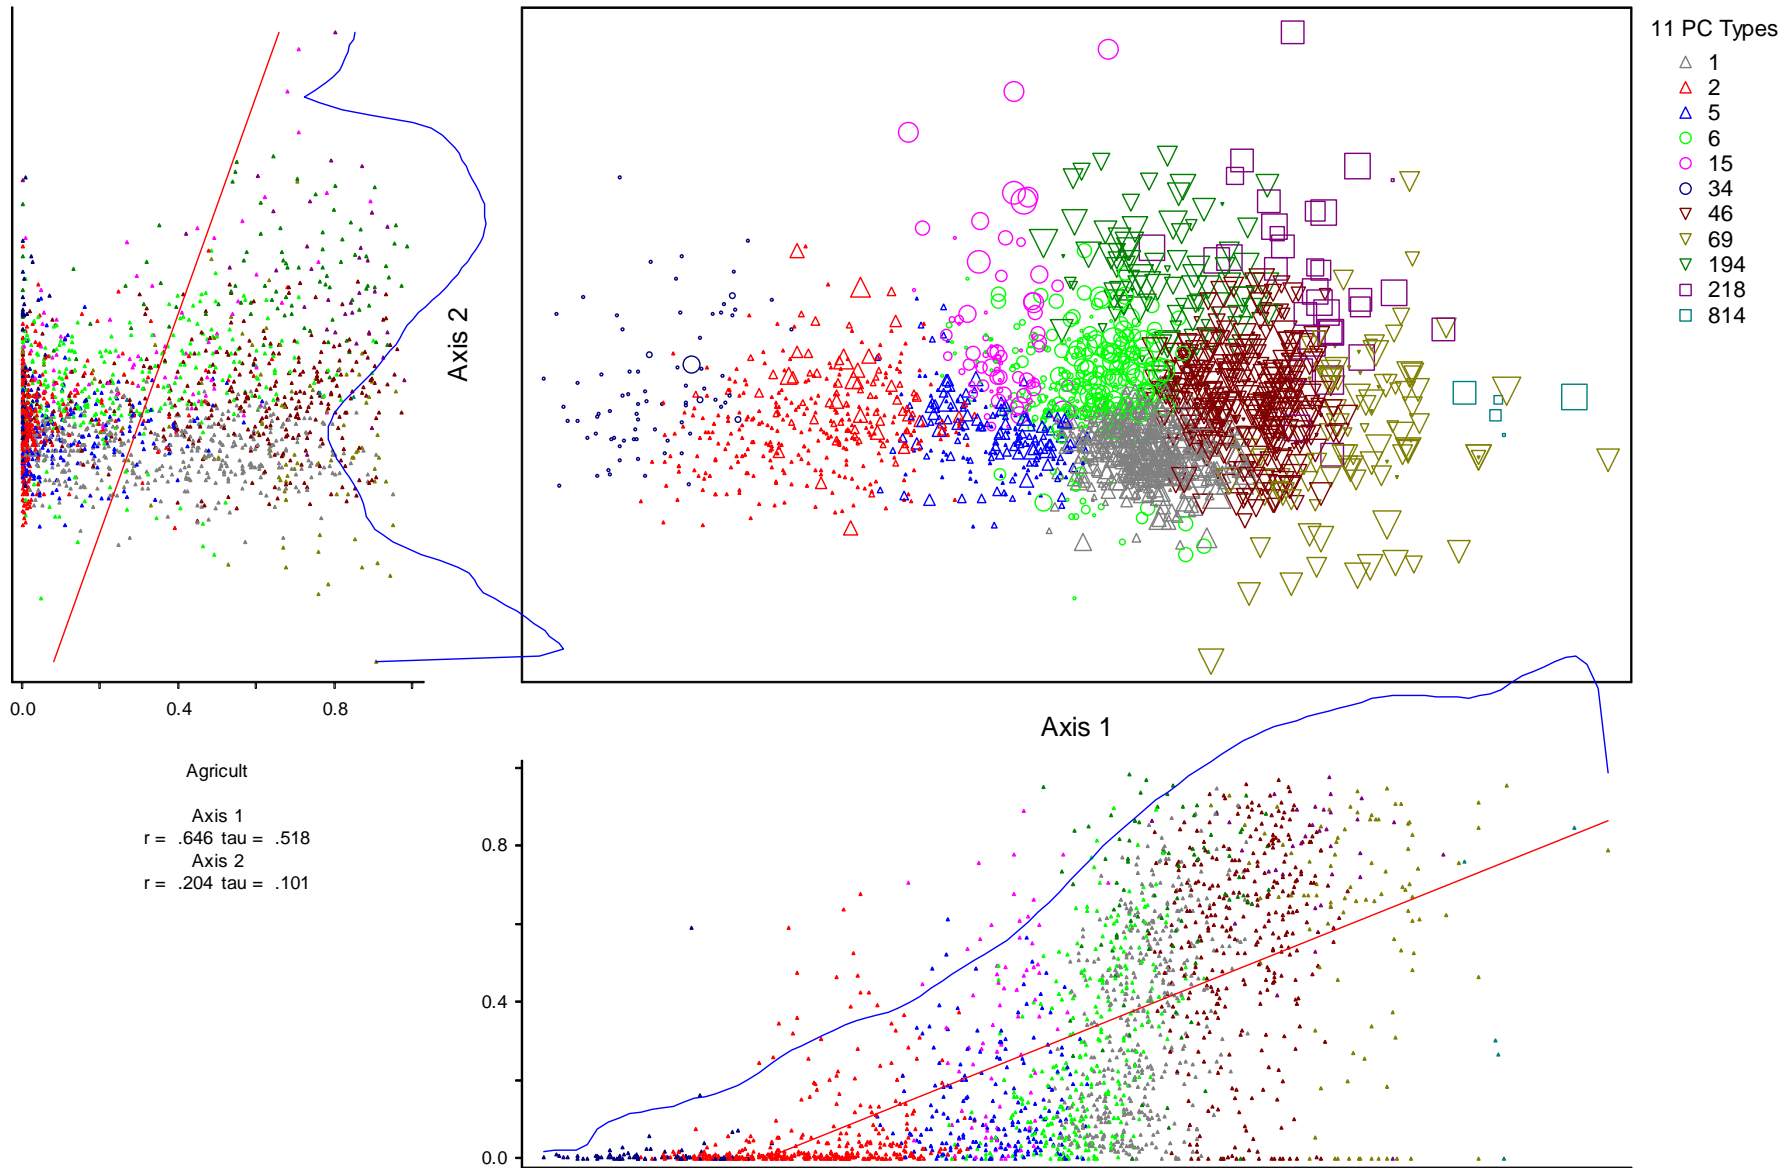 11 PC Types
1
2
5
6
15
34
46
69
194
218
814
Axis 2
0.0 0.4 0.8
Axis 1
Agricult
Axis 1
r = .646 tau = .518
Axis 2
r = .204 tau = .101
0.8
0.4
0.0